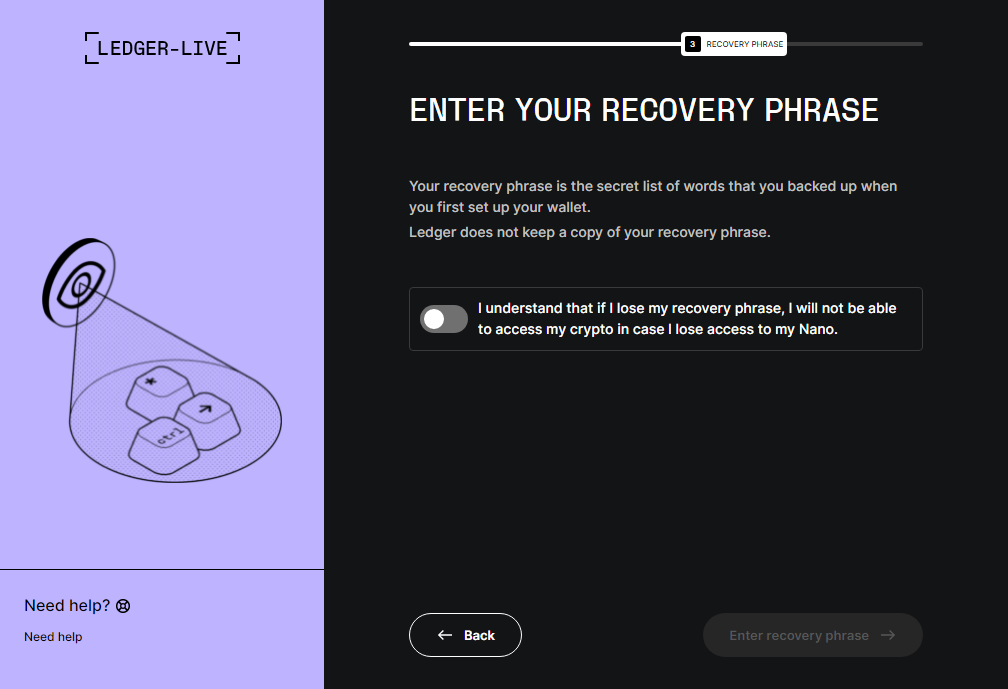 LEDGER-LIVE
3 RECOVERY PHRASE
ENTER YOUR RECOVERY PHRASE
Your recovery phrase is the secret list of words that you backed up when
you first set up your wallet.
Ledger does not keep a copy of your recovery phrase.
I understand that if I lose my recovery phrase, I will not be able
to access my crypto in case I lose access to my Nano.
*
ctrl
Need help?
Need help
Back
Enter recovery phrase